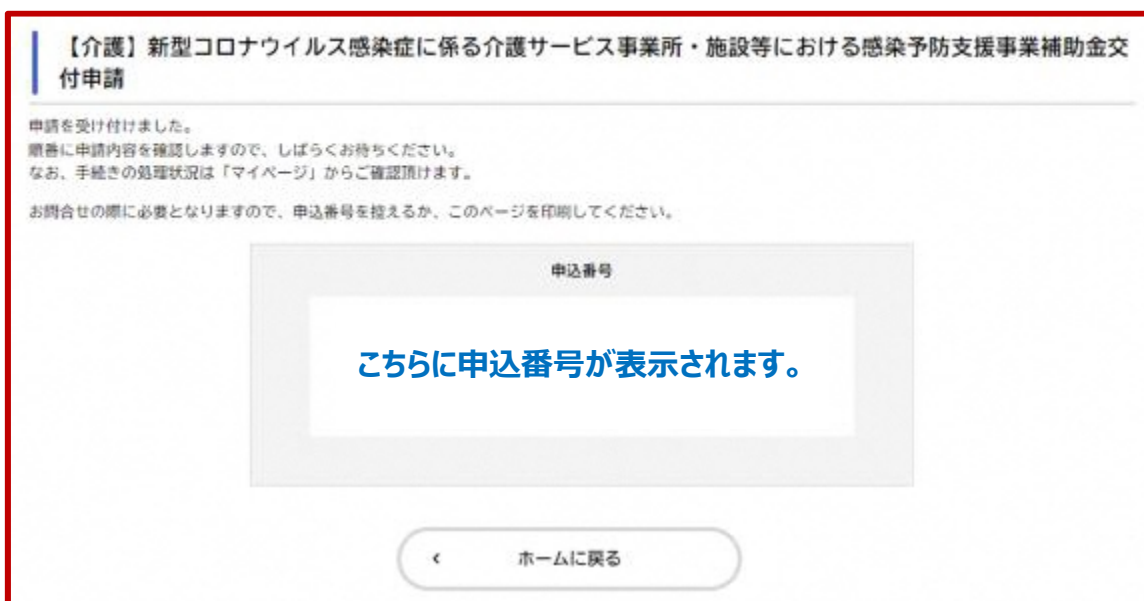 【介護】新型コロナウイルス感染症に係る介護サービス事業所・施設等における感染予防支援事業補助金交
付申請
申請を受け付けました。
順番に申請内容を確認しますので、しばらくお待ちください。
なお、手続きの処理状況は「マイページ」からご確認頂けます。
お問合せの際に必要となりますので、申込番号を控えるか、このページを印刷してください。
申込番号
こちらに申込番号が表示されます。
‹ ホームに戻る